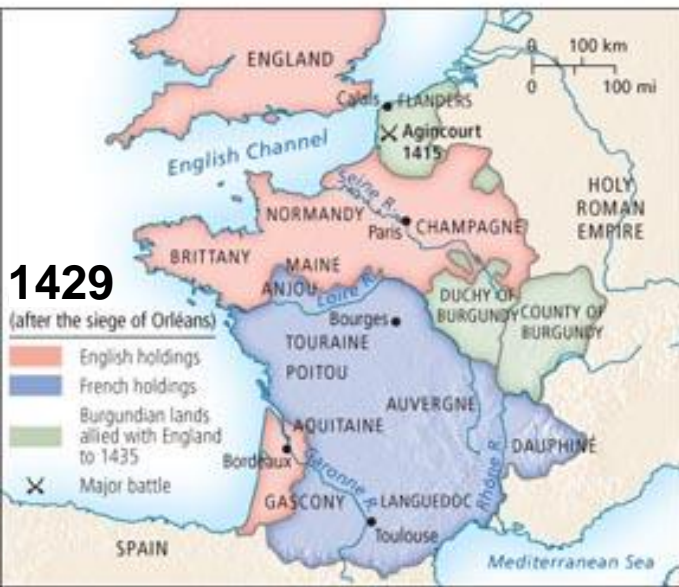 ENGLAND
0 100 km
0 100 mi
Calais
FLANDERS
Agincourt
1415
English Channel
HOLY
ROMAN
EMPIRE
Seine R.
NORMANDY
Paris
CHAMPAGNE
BRITTANY
MAINE
ANJOU
Loire R.
1429
(after the siege of Orléans)
English holdings
French holdings
Burgundian lands
allied with England
to 1435
Major battle
DUCHY OF
BURGUNDY
COUNTY OF
BURGUNDY
Bourges
TOURAINE
POITOU
AUVERGNE
AQUITAINE
DAUPHINÉ
Bordeaux
Garonne R.
Rhône R.
GASCONY
LANGUEDOC
Toulouse
SPAIN
Mediterranean Sea